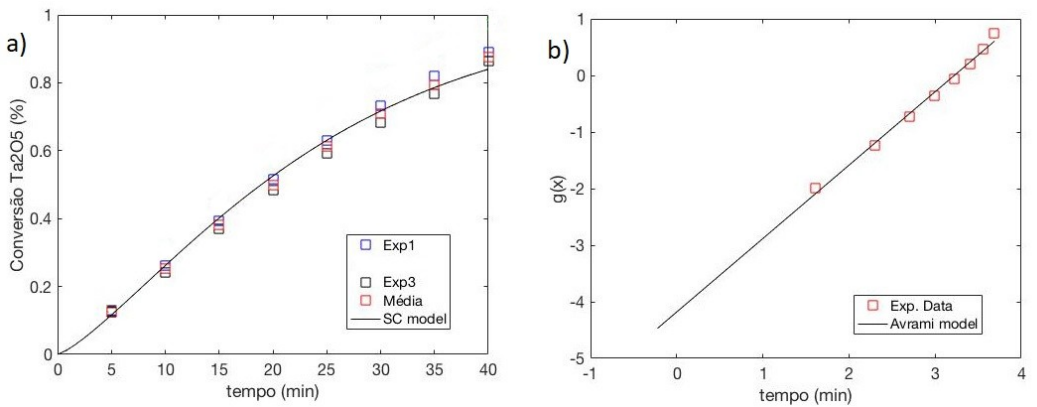 a)
Conversão Ta2O5 (%)
1
0.8
0.6
0.4
0.2
0
0 5 10 15 20 25 30 35 40
tempo (min)
Exp1
Exp3
Média
SC model
b)
g(x)
1
0
-1
-2
-3
-4
-5
-1 0 1 2 3 4
tempo (min)
Exp. Data
Avrami model